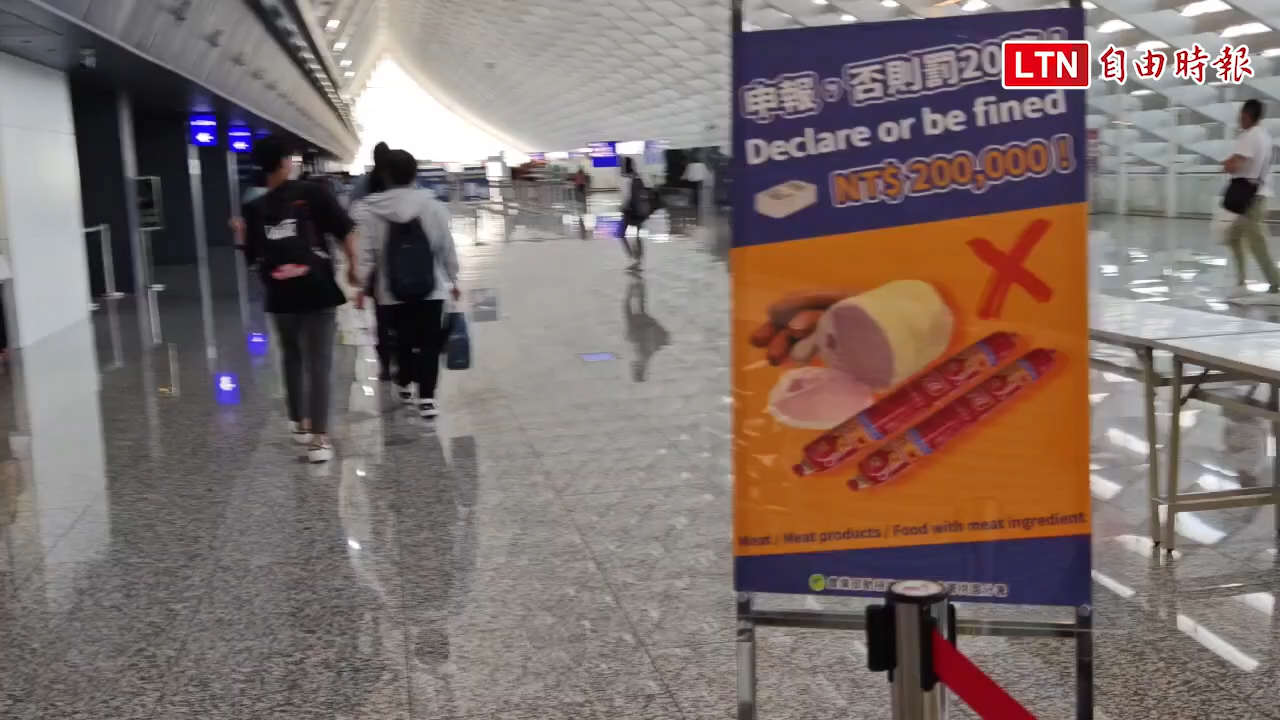 LTN 自由時報
申報，否則罰20
Declare or be fined
NT$ 200,000！
Meat / Meat products / Food with meat ingredient